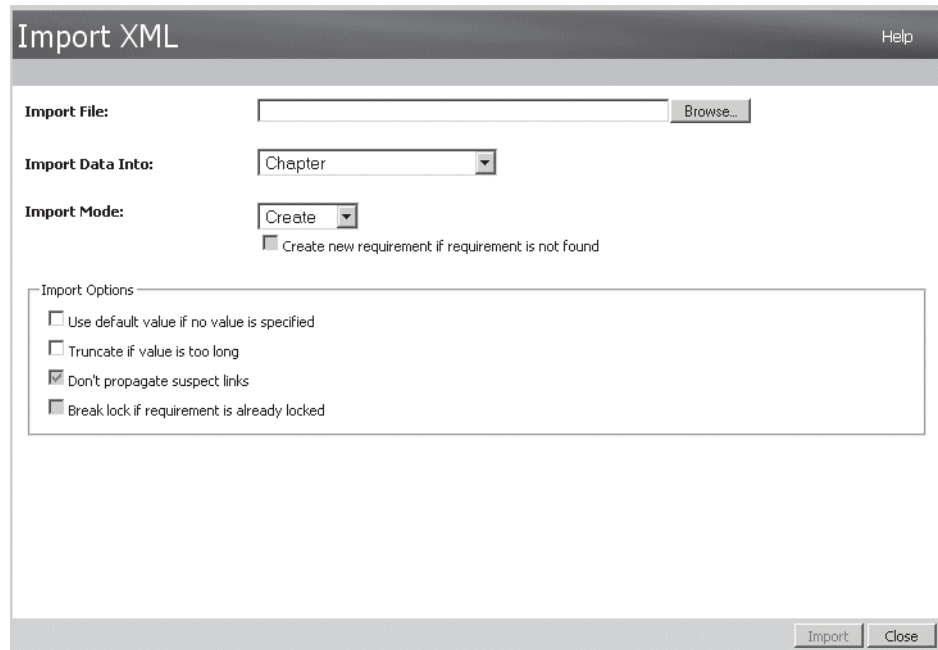 Import XML
Help
Import File:
Browse...
Import Data Into:
Chapter
Import Mode:
Create
Create new requirement if requirement is not found
Import Options
Use default value if no value is specified
Truncate if value is too long
Don't propagate suspect links
Break lock if requirement is already locked
Import
Close